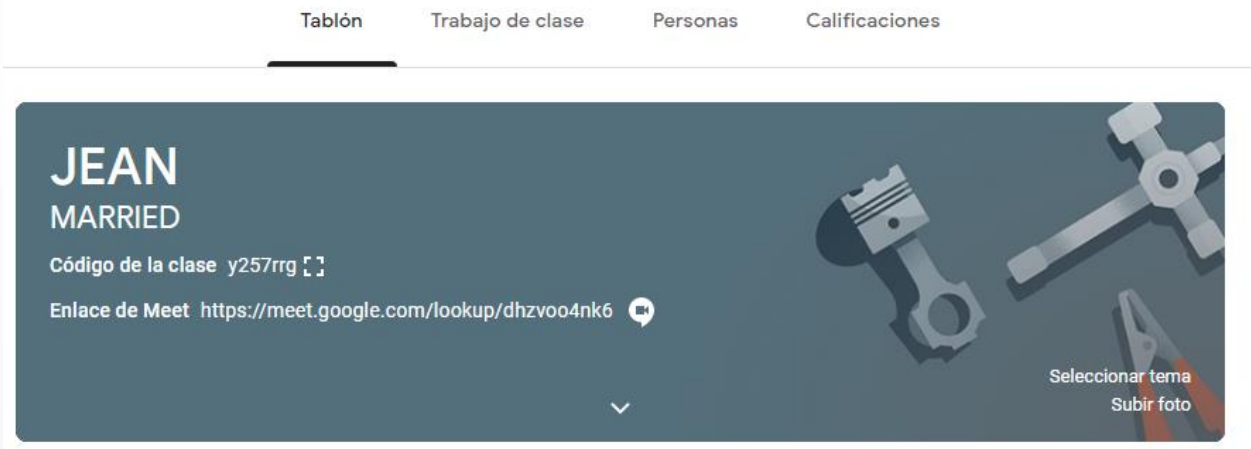 Tablón Trabajo de clase Personas Calificaciones
JEAN
MARRIED
Código de la clase y257rrg
Enlace de Meet https://meet.google.com/lookup/dhzvoo4nk6
Seleccionar tema
Subir foto